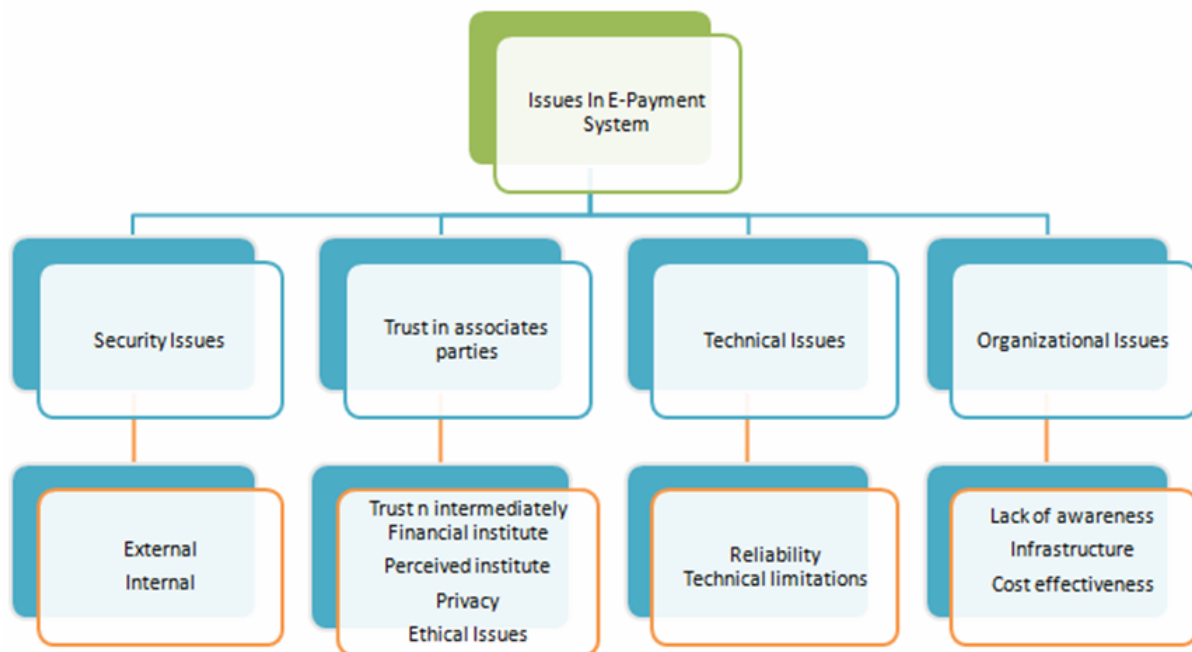 Issues In E-Payment
System
Security Issues
Trust in associates
parties
Technical Issues
Organizational Issues
External
Internal
Trust n intermediately
Financial institute
Perceived institute
Privacy
Ethical Issues
Reliability
Technical limitations
Lack of awareness
Infrastructure
Cost effectiveness